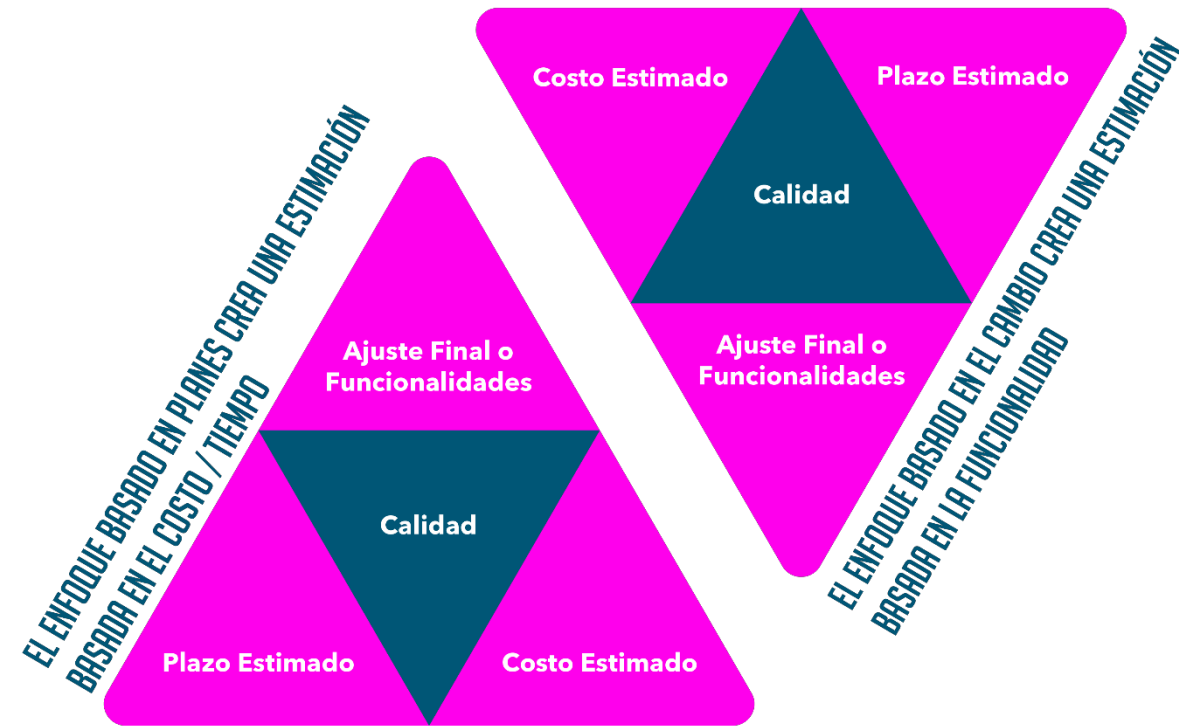 EL ENFOQUE BASADO EN PLANES CREA UNA ESTIMACIÓN
BASADA EN EL COSTO / TIEMPO
Ajuste Final o
Funcionalidades
Calidad
Plazo Estimado
Costo Estimado
Costo Estimado
Plazo Estimado
Calidad
Ajuste Final o
Funcionalidades
EL ENFOQUE BASADO EN EL CAMBIO CREA UNA ESTIMACIÓN
BASADA EN LA FUNCIONALIDAD